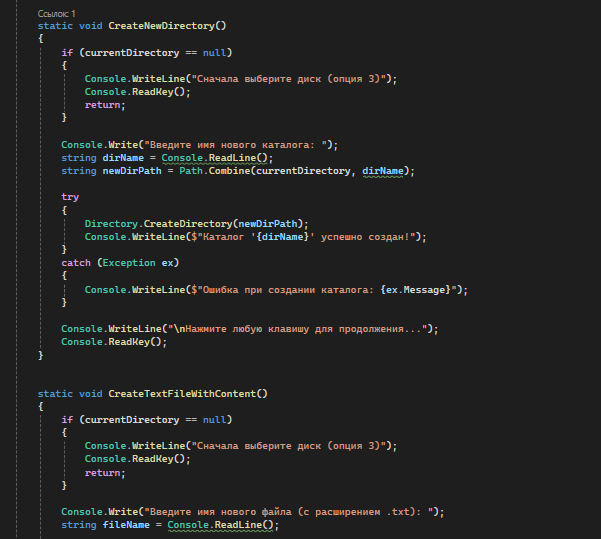 Ссылок: 1
static void CreateNewDirectory()
{
if (currentDirectory == null)
{
Console.WriteLine("Сначала выберите диск (опция 3)");
Console.ReadKey();
return;
}
Console.Write("Введите имя нового каталога: ");
string dirName = Console.ReadLine();
string newDirPath = Path.Combine(currentDirectory, dirName);
try
{
Directory.CreateDirectory(newDirPath);
Console.WriteLine($"Каталог '{dirName}' успешно создан!");
}
catch (Exception ex)
{
Console.WriteLine($"Ошибка при создании каталога: {ex.Message}");
}
Console.WriteLine("\nНажмите любую клавишу для продолжения...");
Console.ReadKey();
}
static void CreateTextFileWithContent()
{
if (currentDirectory == null)
{
Console.WriteLine("Сначала выберите диск (опция 3)");
Console.ReadKey();
return;
}
Console.Write("Введите имя нового файла (с расширением .txt): ");
string fileName = Console.ReadLine();